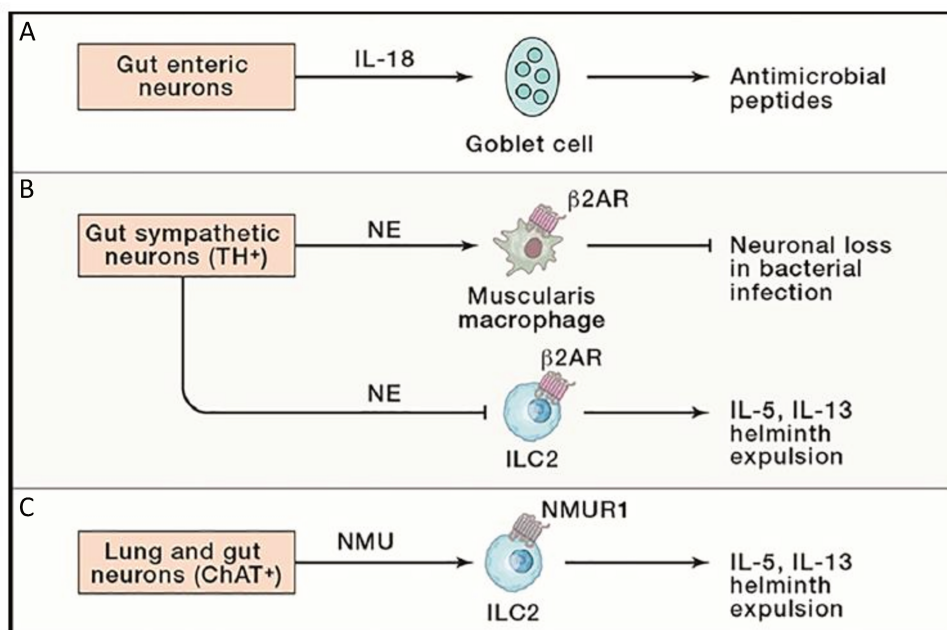 A
Gut enteric
neurons
IL-18
Goblet cell
Antimicrobial
peptides
B
Gut sympathetic
neurons (TH⁺)
NE
β2AR
Muscularis
macrophage
Neuronal loss
in bacterial
infection
NE
β2AR
ILC2
IL-5, IL-13
helminth
expulsion
C
Lung and gut
neurons (ChAT⁺)
NMU
NMUR1
ILC2
IL-5, IL-13
helminth
expulsion